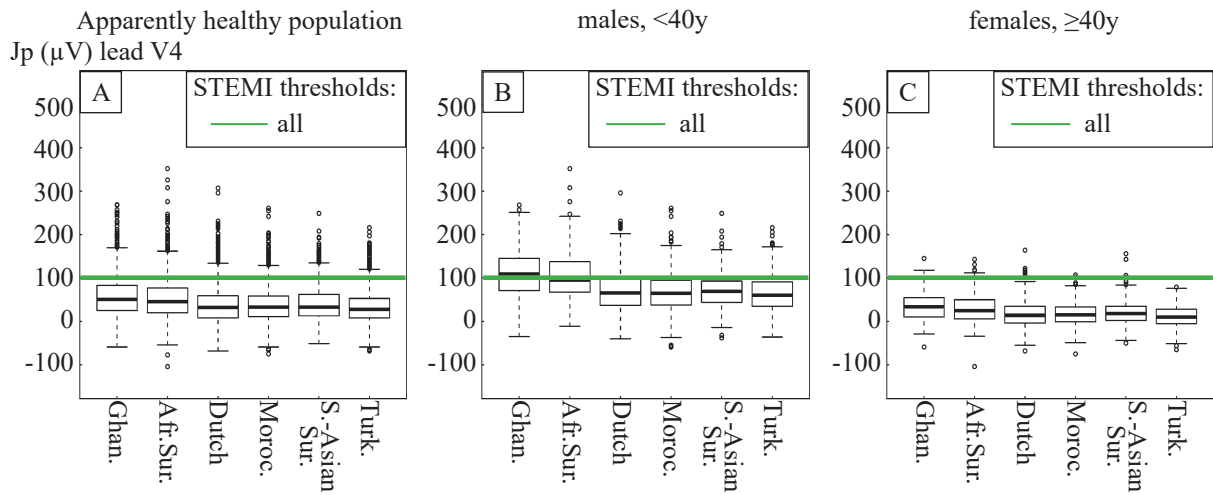 Apparently healthy population
males, <40y
females, ≥40y
Jp (µV) lead V4
A
STEMI thresholds:
all
500
400
300
200
100
0
-100
Ghan.
Afr.Sur.
Dutch
Moroc.
S.-Asian
Sur.
Turk.
B
STEMI thresholds:
all
500
400
300
200
100
0
-100
Ghan.
Afr.Sur.
Dutch
Moroc.
S.-Asian
Sur.
Turk.
C
STEMI thresholds:
all
500
400
300
200
100
0
-100
Ghan.
Afr.Sur.
Dutch
Moroc.
S.-Asian
Sur.
Turk.